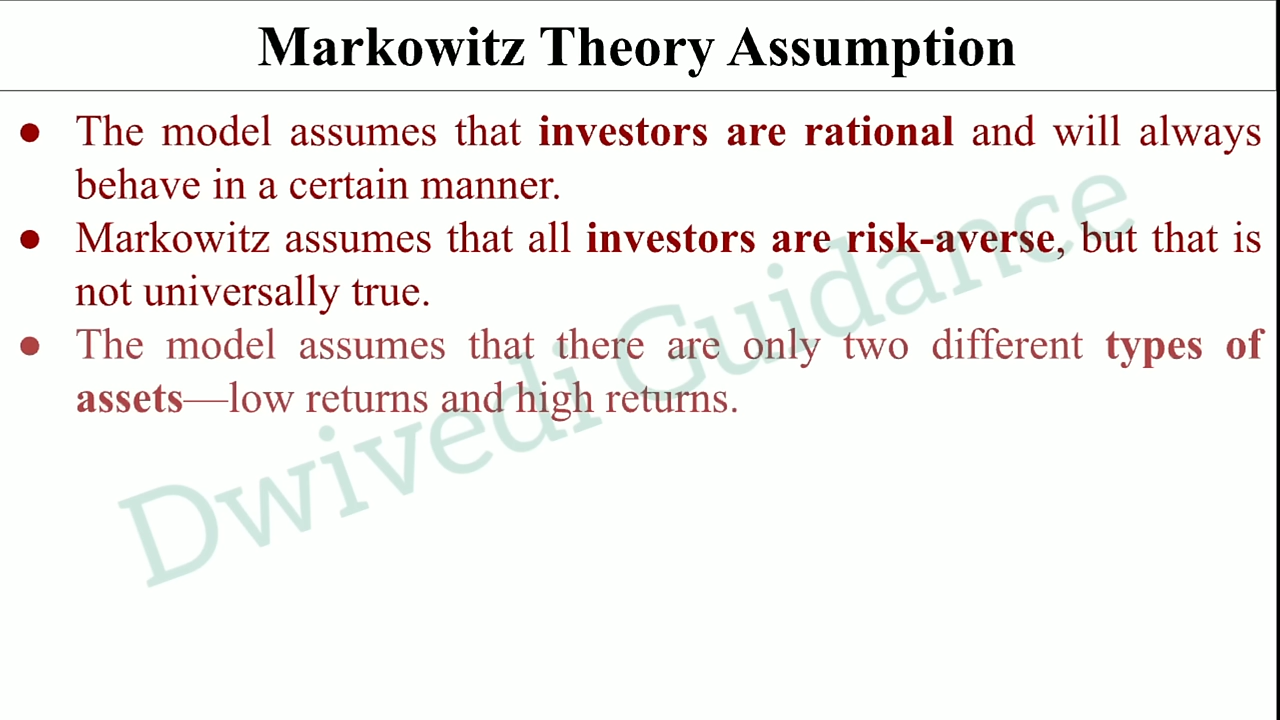 Markowitz Theory Assumption
● The model assumes that investors are rational and will always
behave in a certain manner.
● Markowitz assumes that all investors are risk-averse, but that is
not universally true.
● The model assumes that there are only two different types of
assets—low returns and high returns.
Dwivedi Guidance